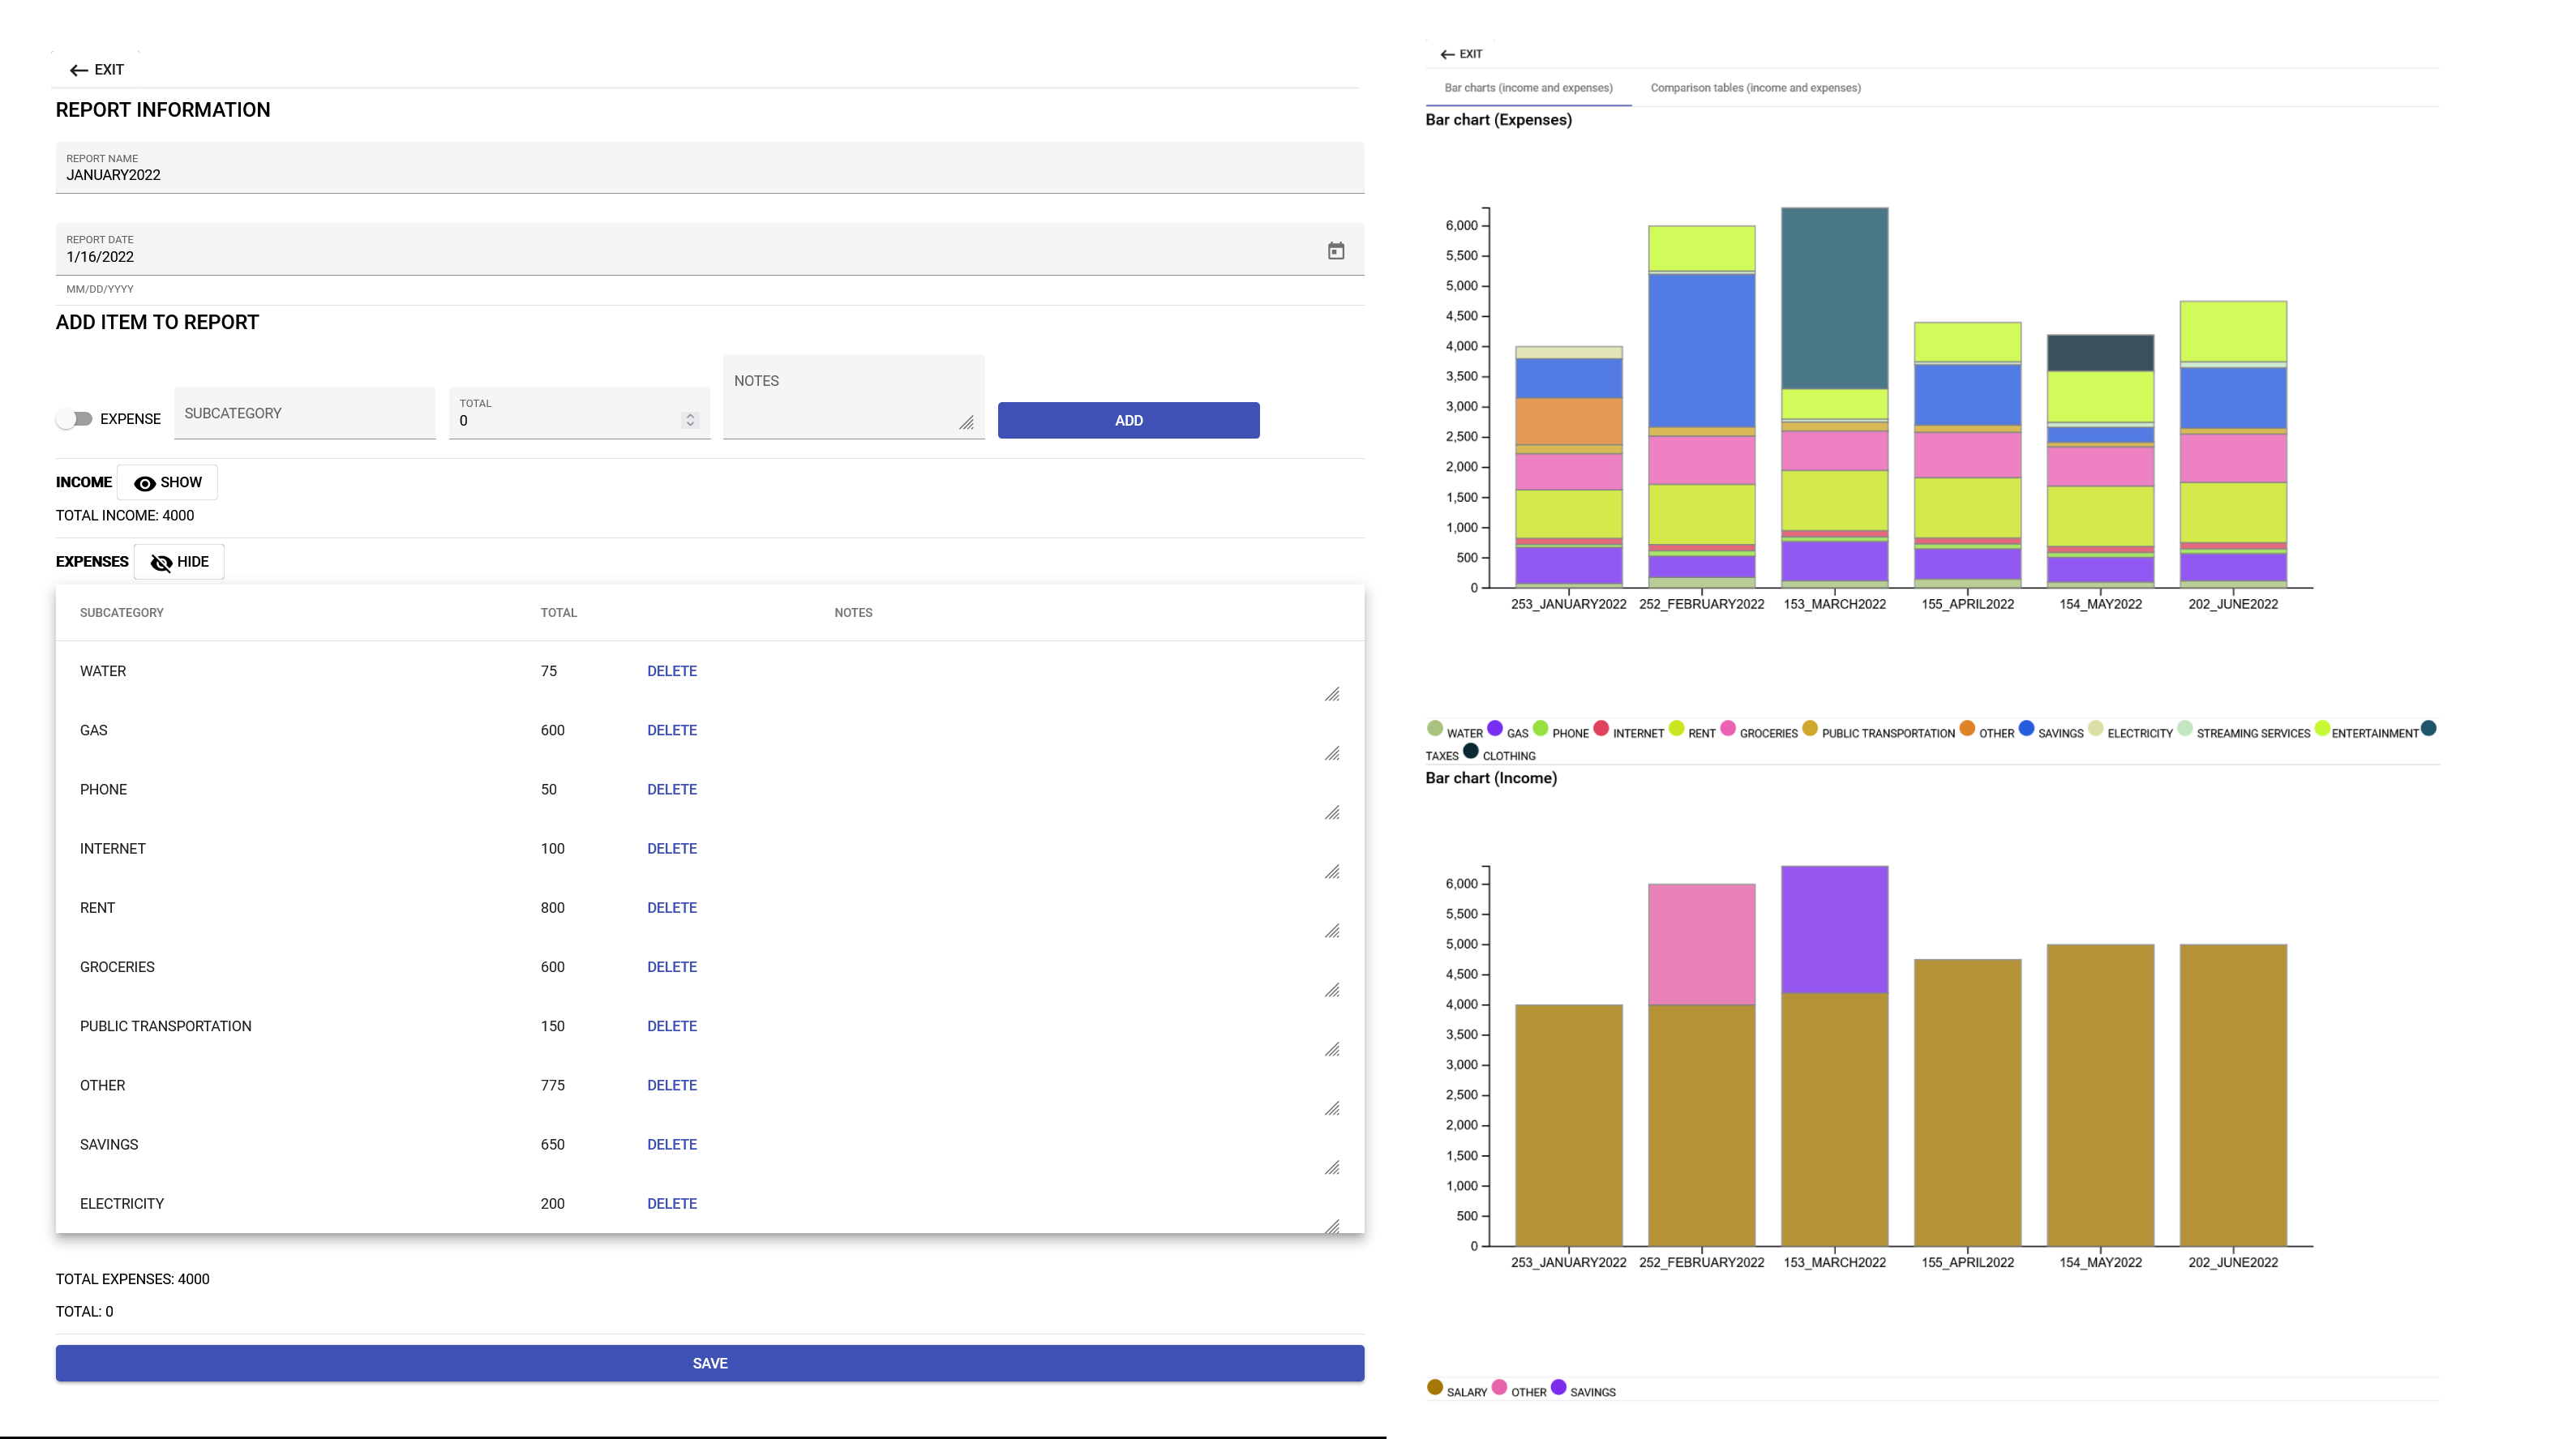 EXIT
REPORT INFORMATION
REPORT NAME
JANUARY2022
REPORT DATE
1/16/2022
MM/DD/YYYY
ADD ITEM TO REPORT
EXPENSE
SUBCATEGORY
TOTAL
0
NOTES
ADD
INCOME SHOW
TOTAL INCOME: 4000
EXPENSES HIDE
SUBCATEGORY TOTAL NOTES
WATER 75 DELETE
GAS 600 DELETE
PHONE 50 DELETE
INTERNET 100 DELETE
RENT 800 DELETE
GROCERIES 600 DELETE
PUBLIC TRANSPORTATION 150 DELETE
OTHER 775 DELETE
SAVINGS 650 DELETE
ELECTRICITY 200 DELETE
TOTAL EXPENSES: 4000
TOTAL: 0
SAVE
EXIT
Bar charts (income and expenses) Comparison tables (income and expenses)
Bar chart (Expenses)
6,000
5,500
5,000
4,500
4,000
3,500
3,000
2,500
2,000
1,500
1,000
500
0
253_JANUARY2022 252_FEBRUARY2022 153_MARCH2022 155_APRIL2022 154_MAY2022 202_JUNE2022
WATER GAS PHONE INTERNET RENT GROCERIES PUBLIC TRANSPORTATION OTHER SAVINGS ELECTRICITY STREAMING SERVICES ENTERTAINMENT
TAXES CLOTHING
Bar chart (Income)
6,000
5,500
5,000
4,500
4,000
3,500
3,000
2,500
2,000
1,500
1,000
500
0
253_JANUARY2022 252_FEBRUARY2022 153_MARCH2022 155_APRIL2022 154_MAY2022 202_JUNE2022
SALARY OTHER SAVINGS